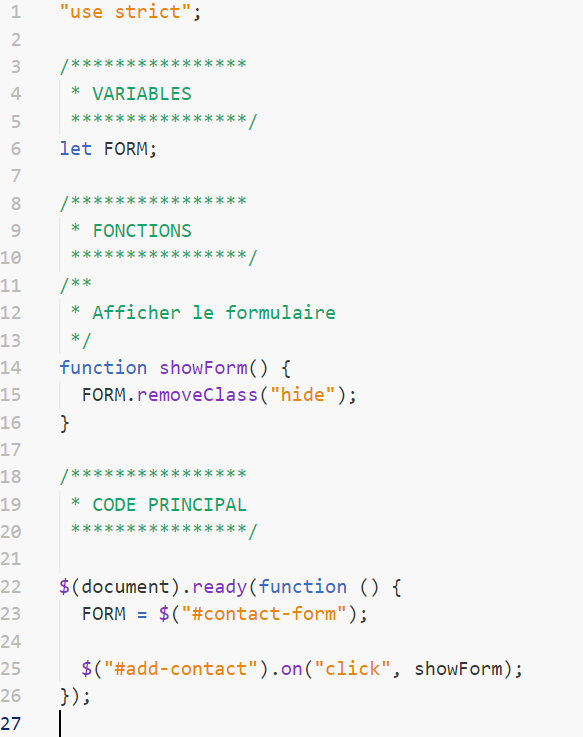 1 "use strict";
2
3 /****************
4 * VARIABLES
5 ****************/
6 let FORM;
7
8 /****************
9 * FONCTIONS
10 ****************/
11 /**
12 * Afficher le formulaire
13 */
14 function showForm() {
15 FORM.removeClass("hide");
16 }
17
18 /****************
19 * CODE PRINCIPAL
20 ****************/
21
22 $(document).ready(function () {
23 FORM = $("#contact-form");
24
25 $("#add-contact").on("click", showForm);
26 });
27